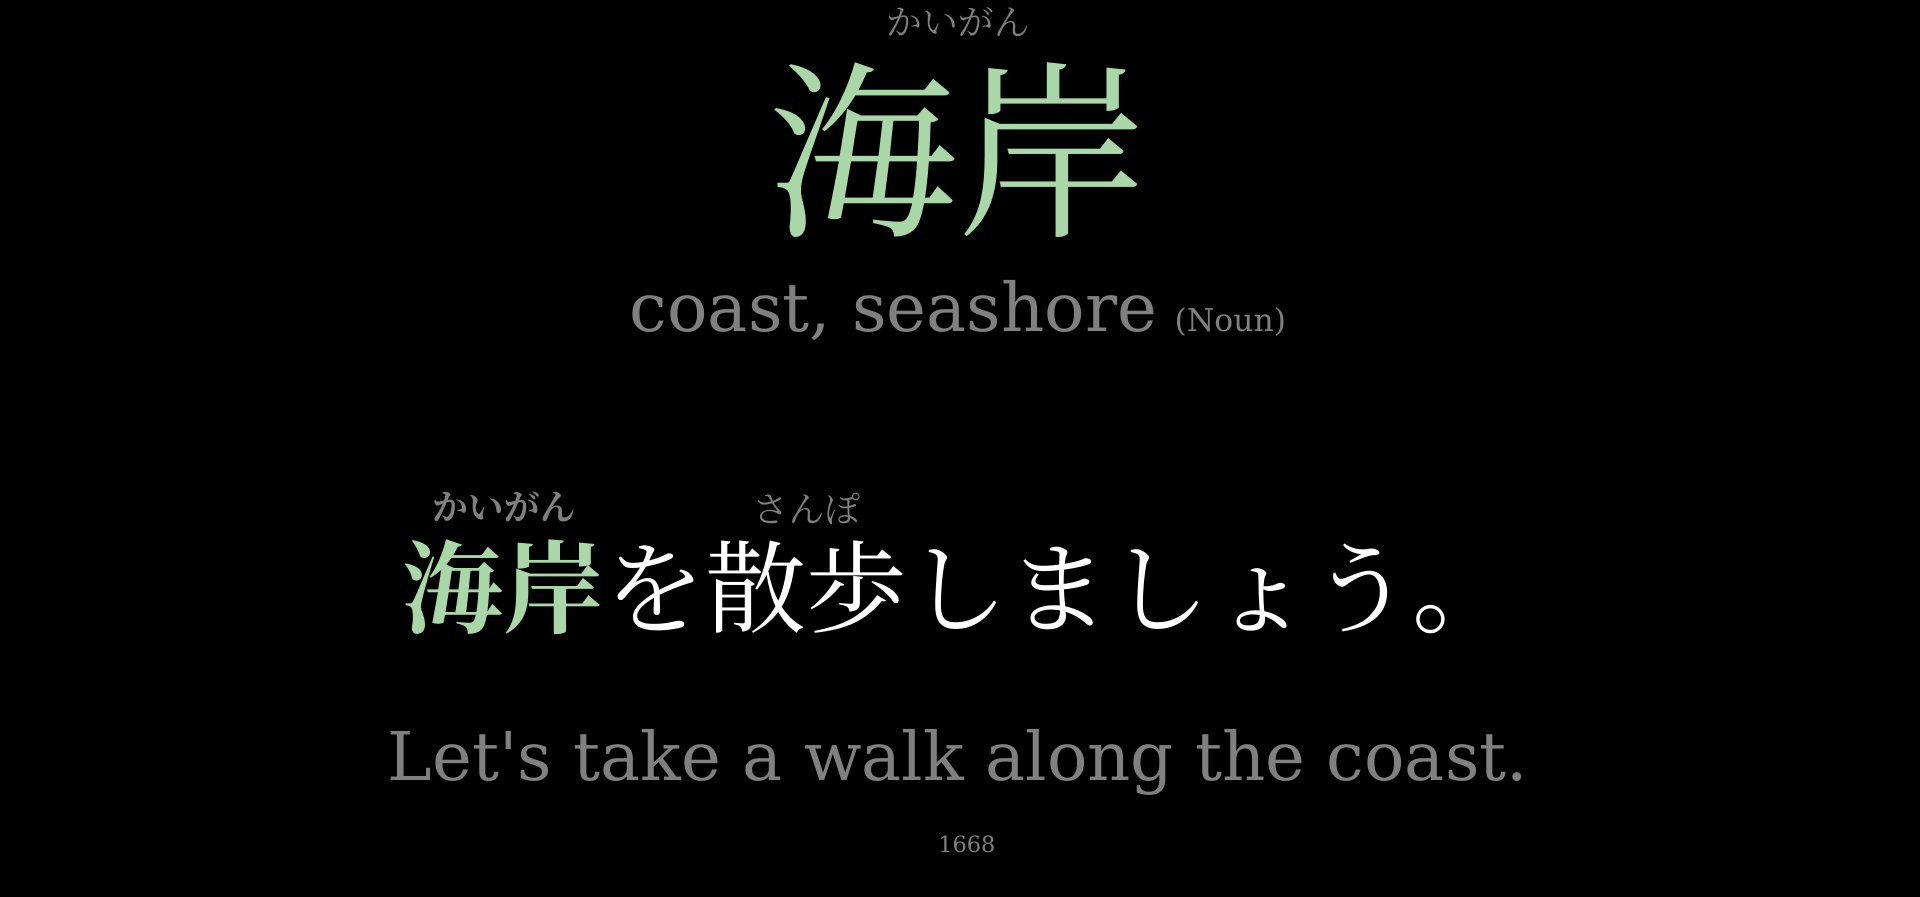 かいがん
海岸
coast, seashore (Noun)
かいがん さんぽ
海岸を散歩しましょう。
Let's take a walk along the coast.
1668